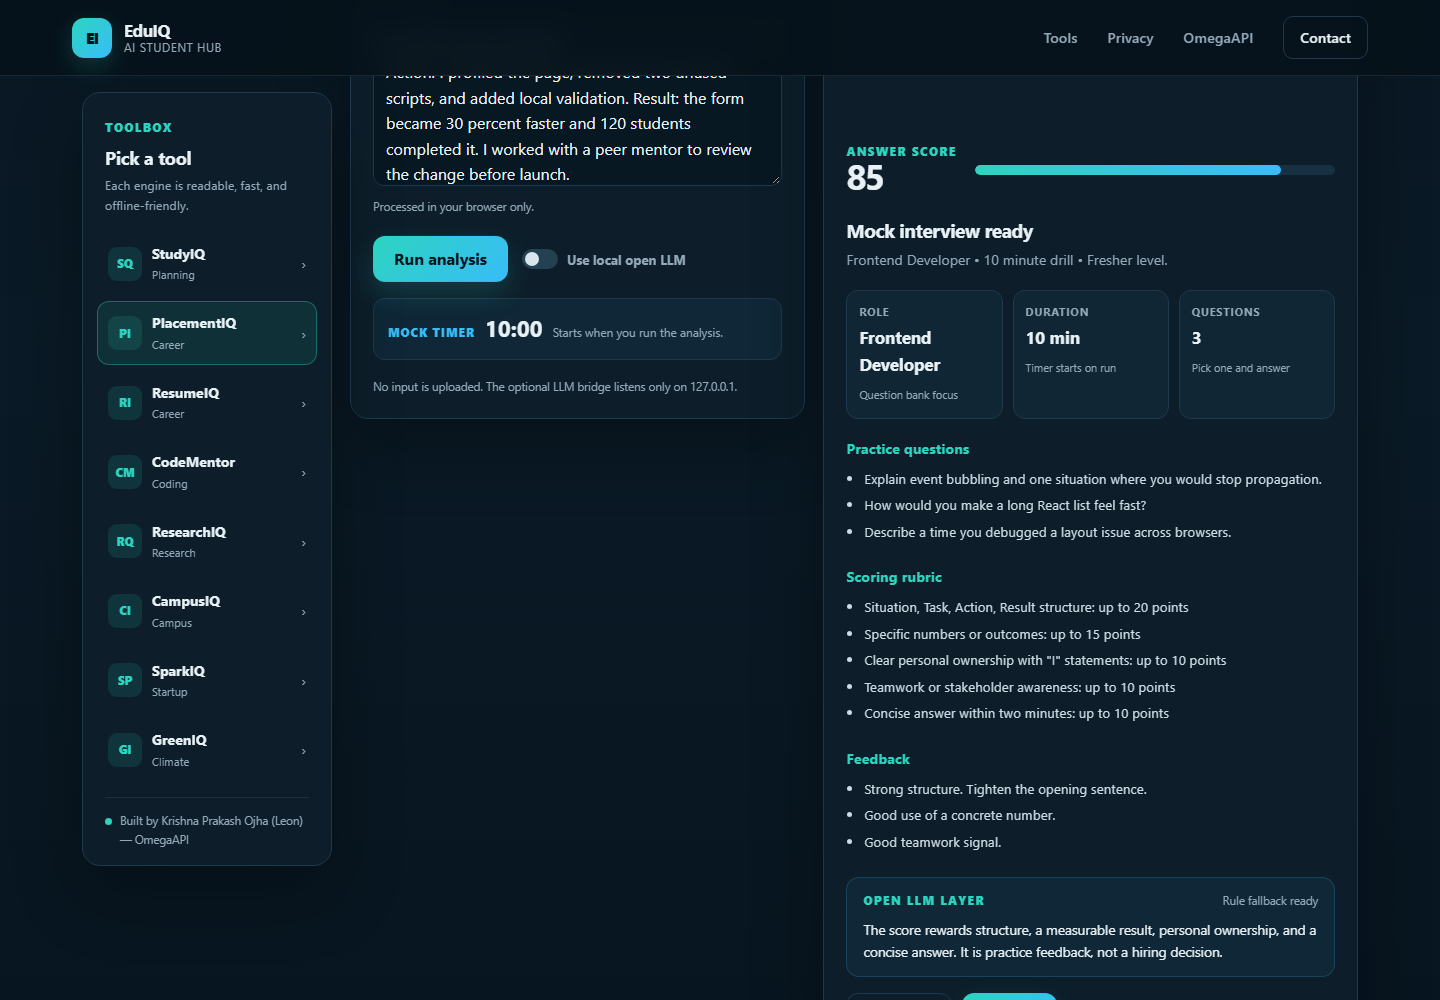 EI
EduIQ
AI STUDENT HUB
Tools
Privacy
OmegaAPI
Contact
TOOLBOX
Pick a tool
Each engine is readable, fast, and
offline-friendly.
SQ
StudyIQ
Planning
PI
PlacementIQ
Career
RI
ResumeIQ
Career
CM
CodeMentor
Coding
RQ
ResearchIQ
Research
CI
CampusIQ
Campus
SP
SparkIQ
Startup
GI
GreenIQ
Climate
Built by Krishna Prakash Ojha (Leon)
— OmegaAPI
Action: I profiled the page, removed two unused
scripts, and added local validation. Result: the form
became 30 percent faster and 120 students
completed it. I worked with a peer mentor to review
the change before launch.
Processed in your browser only.
Run analysis
Use local open LLM
MOCK TIMER 10:00 Starts when you run the analysis.
No input is uploaded. The optional LLM bridge listens only on 127.0.0.1.
ANSWER SCORE
85
Mock interview ready
Frontend Developer • 10 minute drill • Fresher level.
ROLE
Frontend
Developer
Question bank focus
DURATION
10 min
Timer starts on run
QUESTIONS
3
Pick one and answer
Practice questions
• Explain event bubbling and one situation where you would stop propagation.
• How would you make a long React list feel fast?
• Describe a time you debugged a layout issue across browsers.
Scoring rubric
• Situation, Task, Action, Result structure: up to 20 points
• Specific numbers or outcomes: up to 15 points
• Clear personal ownership with "I" statements: up to 10 points
• Teamwork or stakeholder awareness: up to 10 points
• Concise answer within two minutes: up to 10 points
Feedback
• Strong structure. Tighten the opening sentence.
• Good use of a concrete number.
• Good teamwork signal.
OPEN LLM LAYER
Rule fallback ready
The score rewards structure, a measurable result, personal ownership, and a
concise answer. It is practice feedback, not a hiring decision.